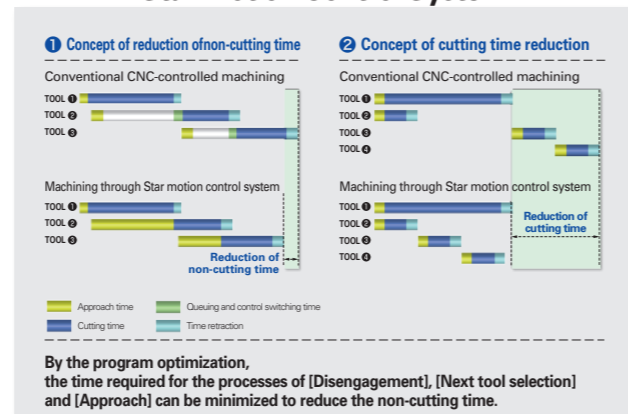 ❶ Concept of reduction ofnon-cutting time
Conventional CNC-controlled machining
TOOL ❶
TOOL ❷
TOOL ❸
Machining through Star motion control system
TOOL ❶
TOOL ❷
TOOL ❸
Reduction of
non-cutting time
❷ Concept of cutting time reduction
Conventional CNC-controlled machining
TOOL ❶
TOOL ❷
TOOL ❸
TOOL ❹
Machining through Star motion control system
TOOL ❶
TOOL ❷
TOOL ❸
TOOL ❹
Reduction of
cutting time
Approach time
Queuing and control switching time
Cutting time
Time retraction
By the program optimization,
the time required for the processes of [Disengagement], [Next tool selection]
and [Approach] can be minimized to reduce the non-cutting time.